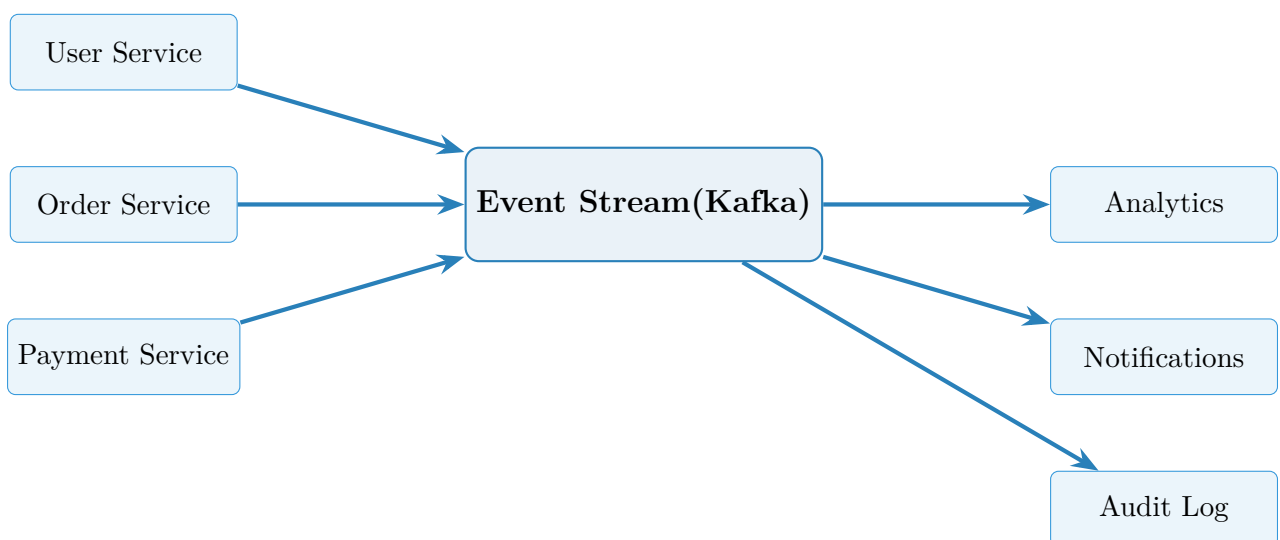 User Service
Order Service
Payment Service
Event Stream(Kafka)
Analytics
Notifications
Audit Log